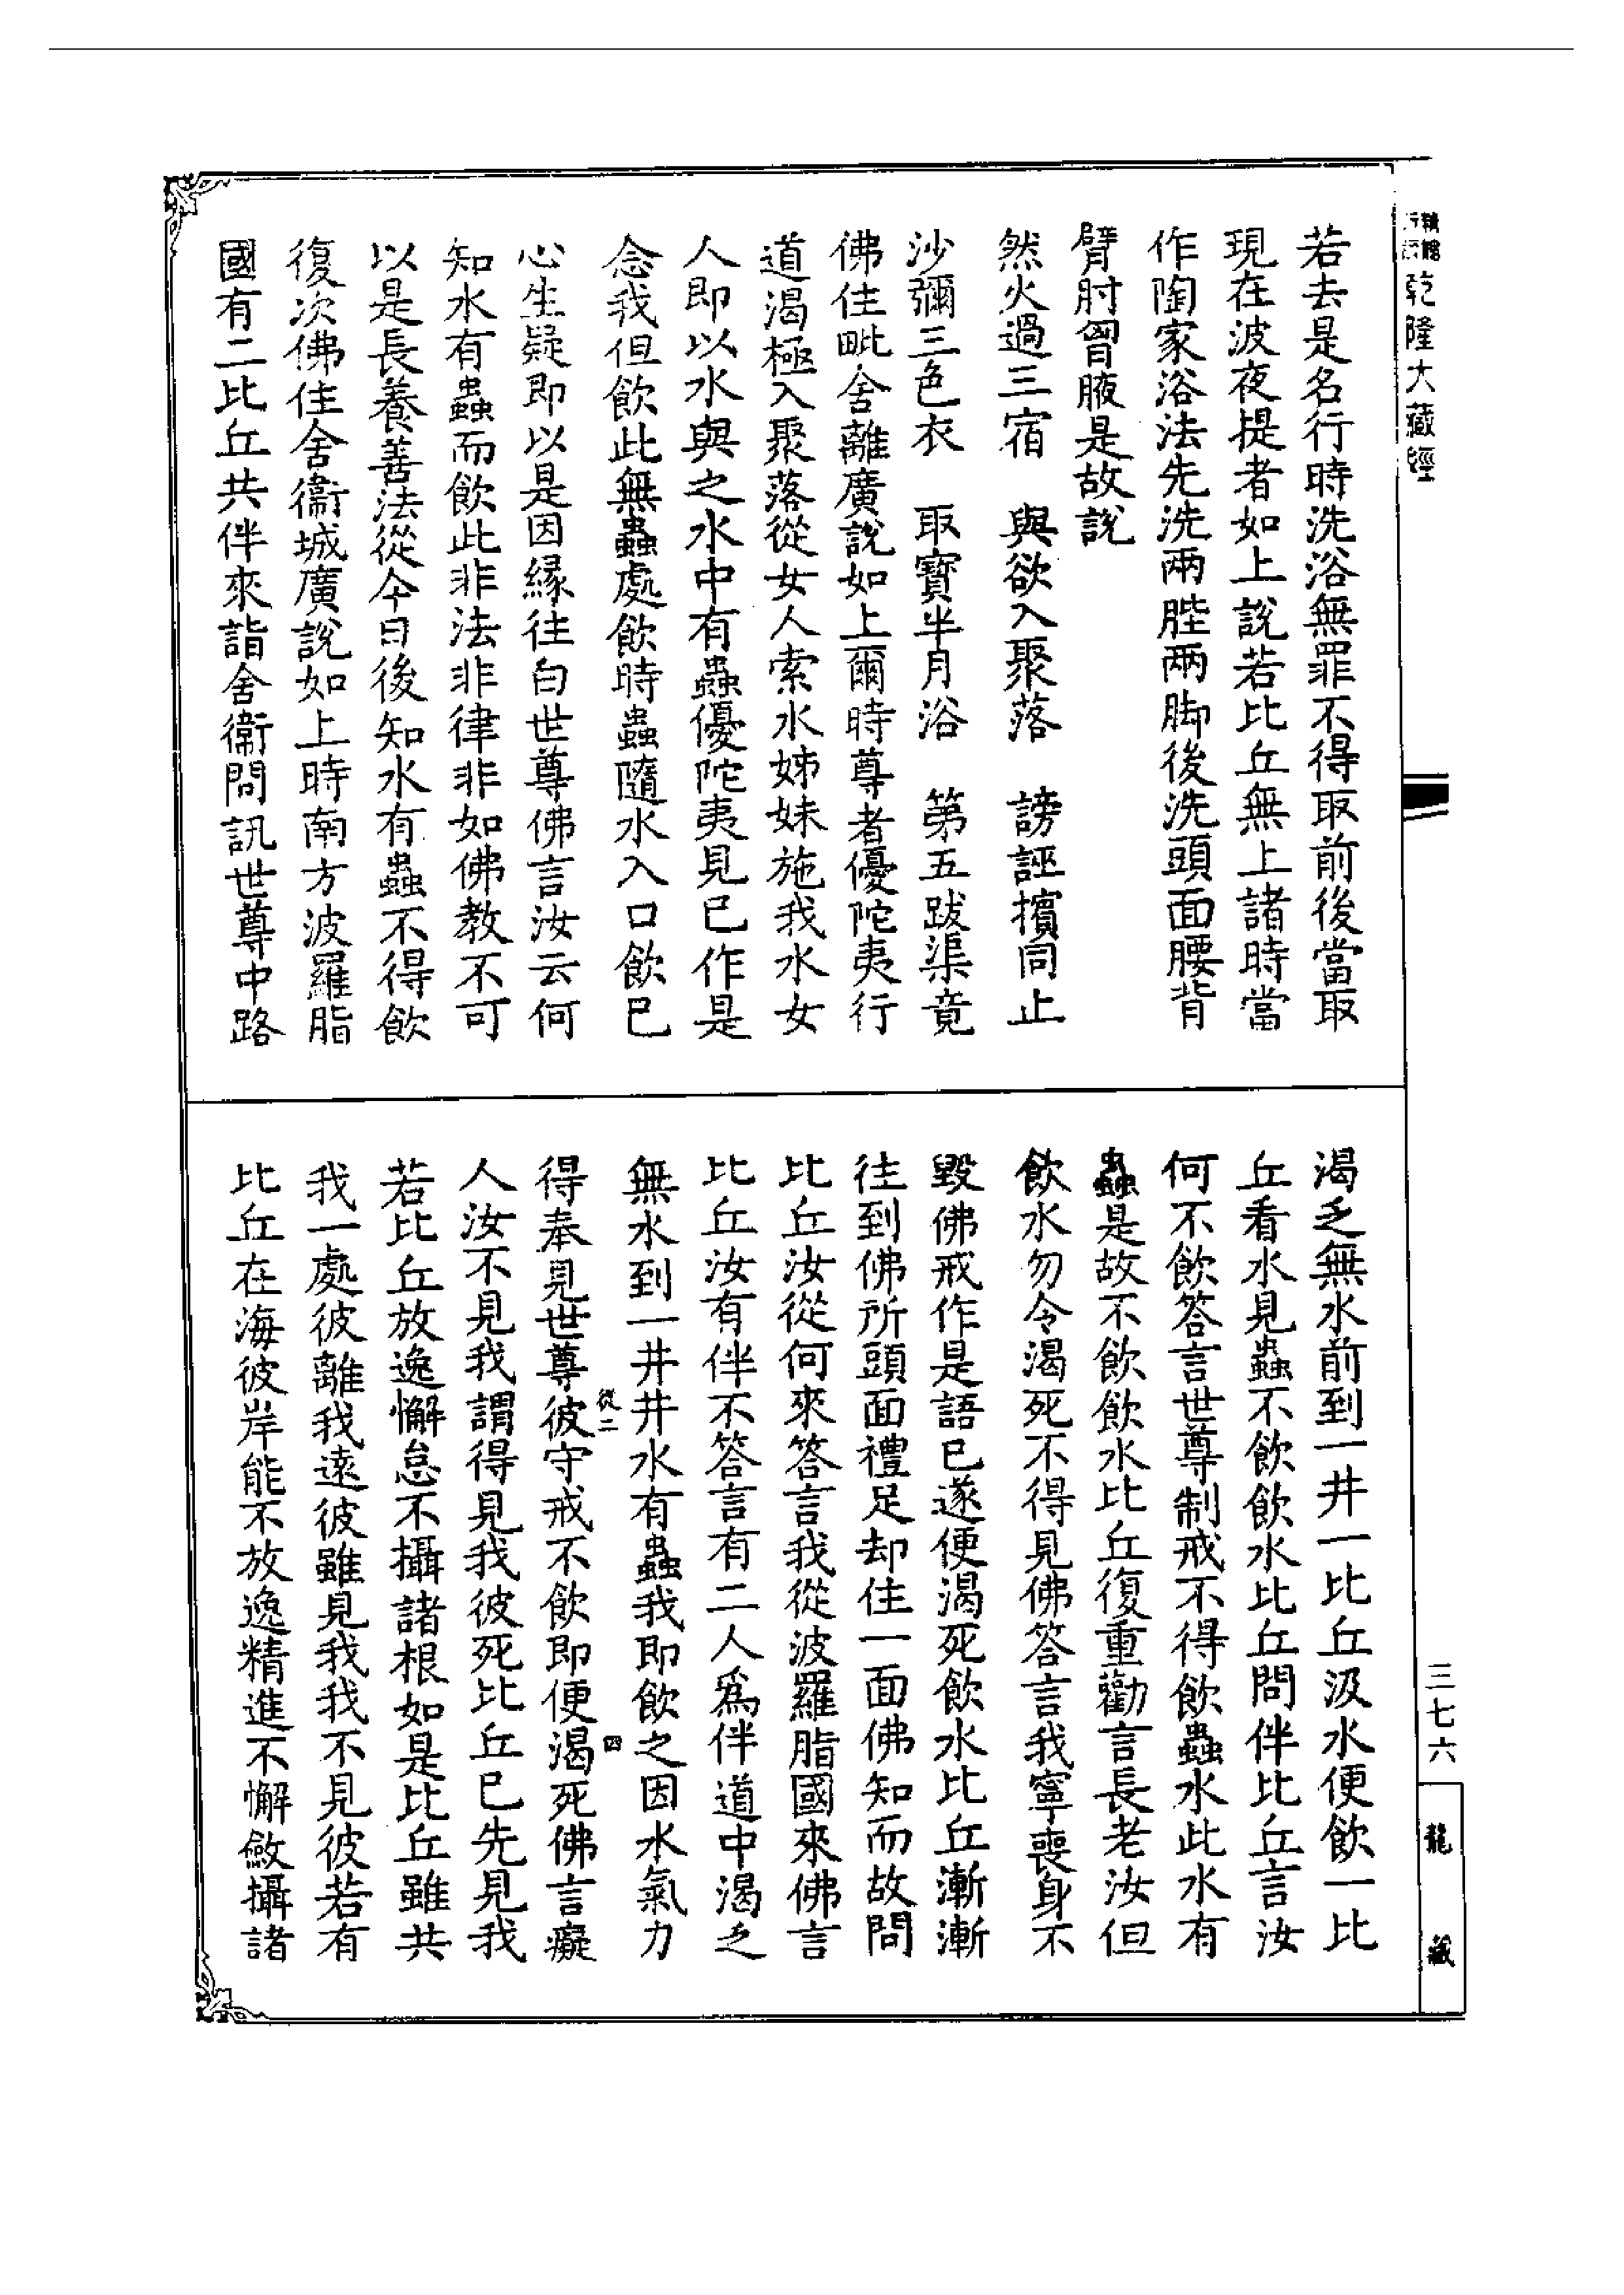 乾隆大藏經
若去是名行時洗浴無罪不得取前後當取
現在波夜提者如上說若比丘無上諸時當
作陶家浴法先洗兩䏶兩脚後洗頭面腰背
臂肘𦙄腋是故說
然火過三宿　與欲入聚落　謗誣擯同止
沙彌三色衣　取寶半月浴　第五跋渠竟
佛住毗舍離廣說如上爾時尊者優陀夷行
道渴極入聚落從女人索水姊妹施我水女
人即以水與之水中有蟲優陀夷見已作是
念我但飲此無蟲處飲時蟲隨水入口飲已
心生疑即以是因緣往白世尊佛言汝云何
知水有蟲而飲此非法非律非如佛教不可
以是長養善法從今日後知水有蟲不得飲
復次佛住舍衞城廣說如上時南方波羅脂
國有二比丘共伴來詣舍衞問訊世尊中路
渴乏無水前到一井一比丘汲水便飲一比
丘看水見蟲不飲飲水比丘問伴比丘言汝
何不飲答言世尊制戒不得飲蟲水此水有
蟲是故不飲飲水比丘復重勸言長老汝但
飲水勿令渴死不得見佛答言我寧喪身不
毀佛戒作是語已遂便渴死飲水比丘漸漸
往到佛所頭面禮足却住一面佛知而故問
比丘汝從何來答言我從波羅脂國來佛言
比丘汝有伴不答言有二人爲伴道中渴乏
無水到一井井水有蟲我即飲之因水氣力
從二
四
得奉見世尊彼守戒不飲即便渴死佛言癡
人汝不見我謂得見我彼死比丘已先見我
若比丘放逸懈怠不攝諸根如是比丘雖共
我一處彼離我遠彼雖見我我不見彼若有
比丘在海彼岸能不放逸精進不懈斂攝諸
三七六
龍藏